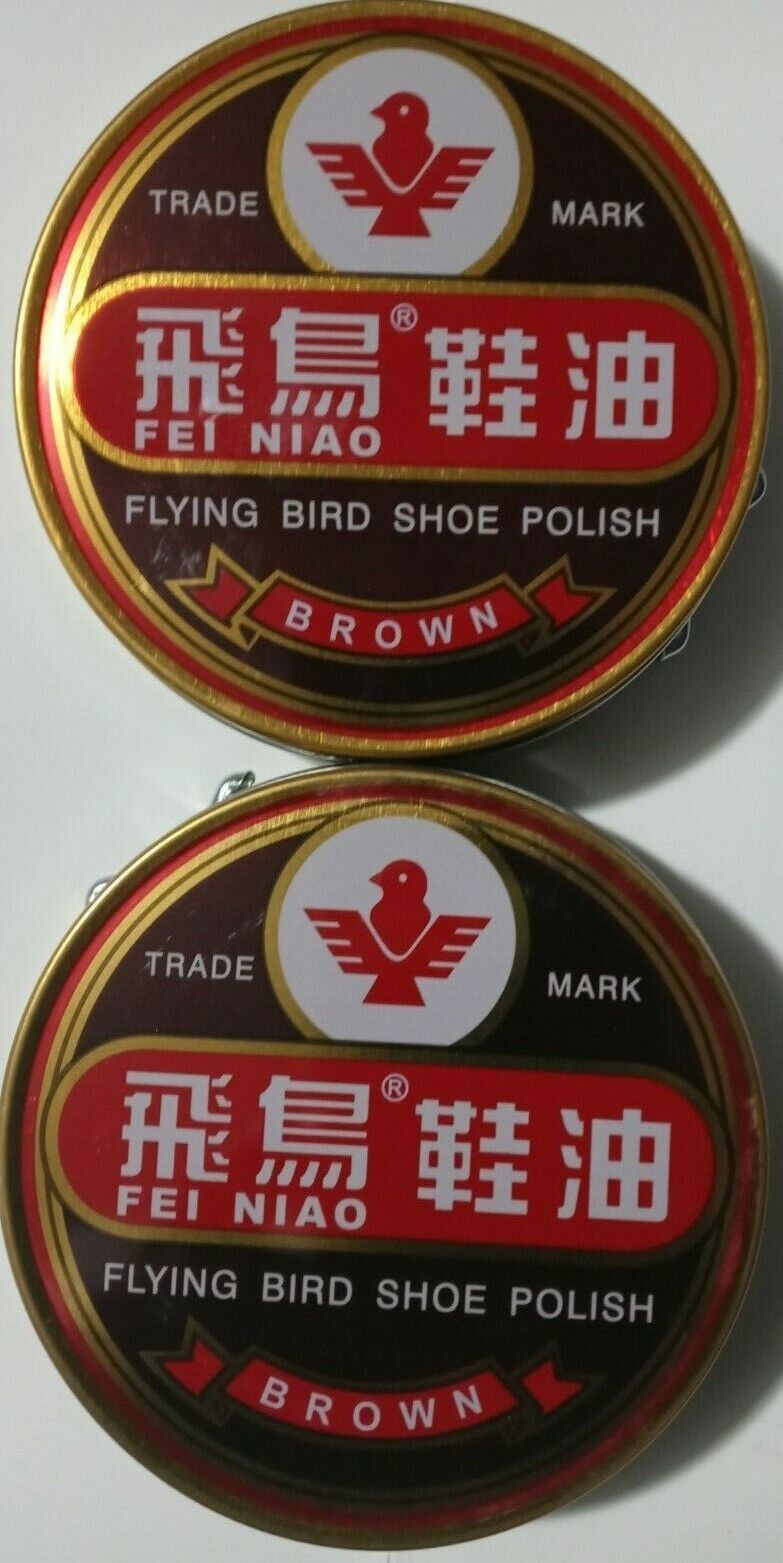 TRADE MARK
飛鳥® 鞋油
FEI NIAO
FLYING BIRD SHOE POLISH
BROWN
TRADE MARK
飛鳥® 鞋油
FEI NIAO
FLYING BIRD SHOE POLISH
BROWN